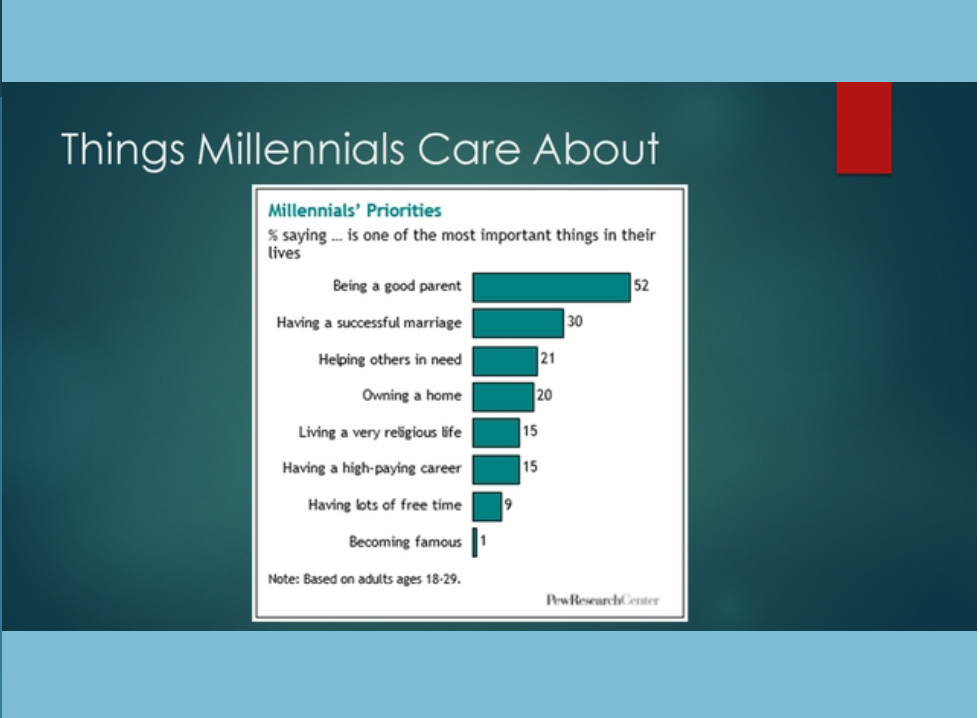 Things Millennials Care About
Millennials' Priorities
% saying ... is one of the most important things in their
lives
Being a good parent 52
Having a successful marriage 30
Helping others in need 21
Owning a home 20
Living a very religious life 15
Having a high-paying career 15
Having lots of free time 9
Becoming famous 1
Note: Based on adults ages 18-29.
PewResearchCenter